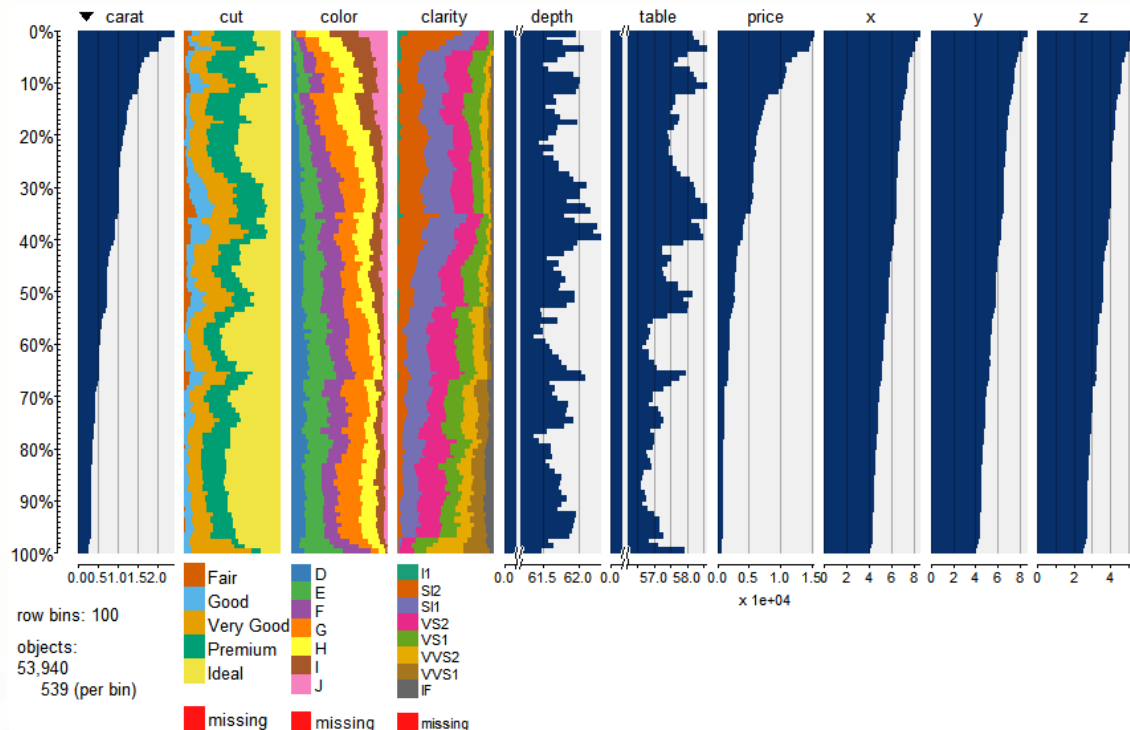 carat cut color clarity depth table price x y z
0%
10%
20%
30%
40%
50%
60%
70%
80%
90%
100%
0.00.51.01.52.0
0.0 61.5 62.0
0.0 57.0 58.0
0.0 0.5 1.0 1.50
0 2 4 6 8
0 2 4 6 8
0 2 4
x 1e+04
row bins: 100
objects:
53,940
539 (per bin)
Fair
Good
Very Good
Premium
Ideal
missing
D
E
F
G
H
I
J
missing
I1
SI2
SI1
VS2
VS1
VVS2
VVS1
IF
missing